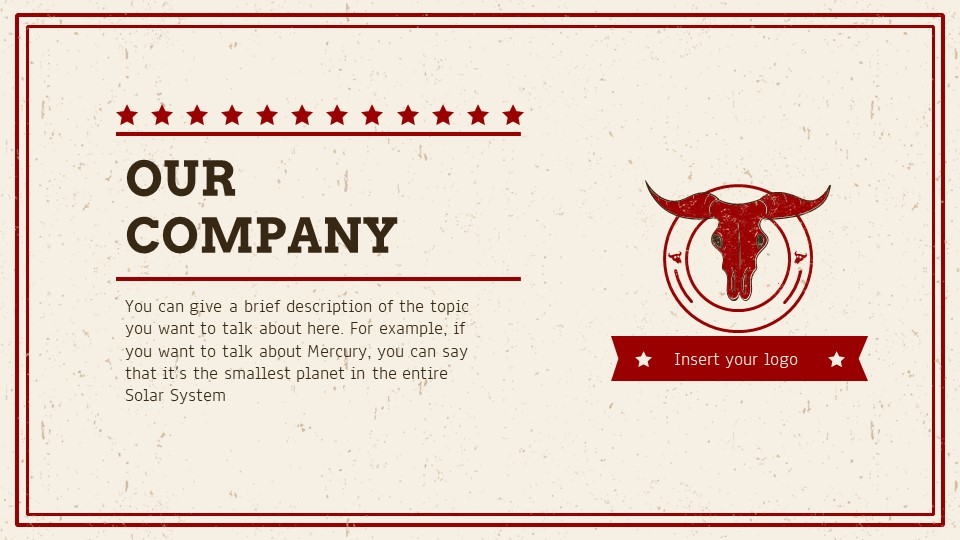 OUR
COMPANY
You can give a brief description of the topic
you want to talk about here. For example, if
you want to talk about Mercury, you can say
that it’s the smallest planet in the entire
Solar System
Insert your logo